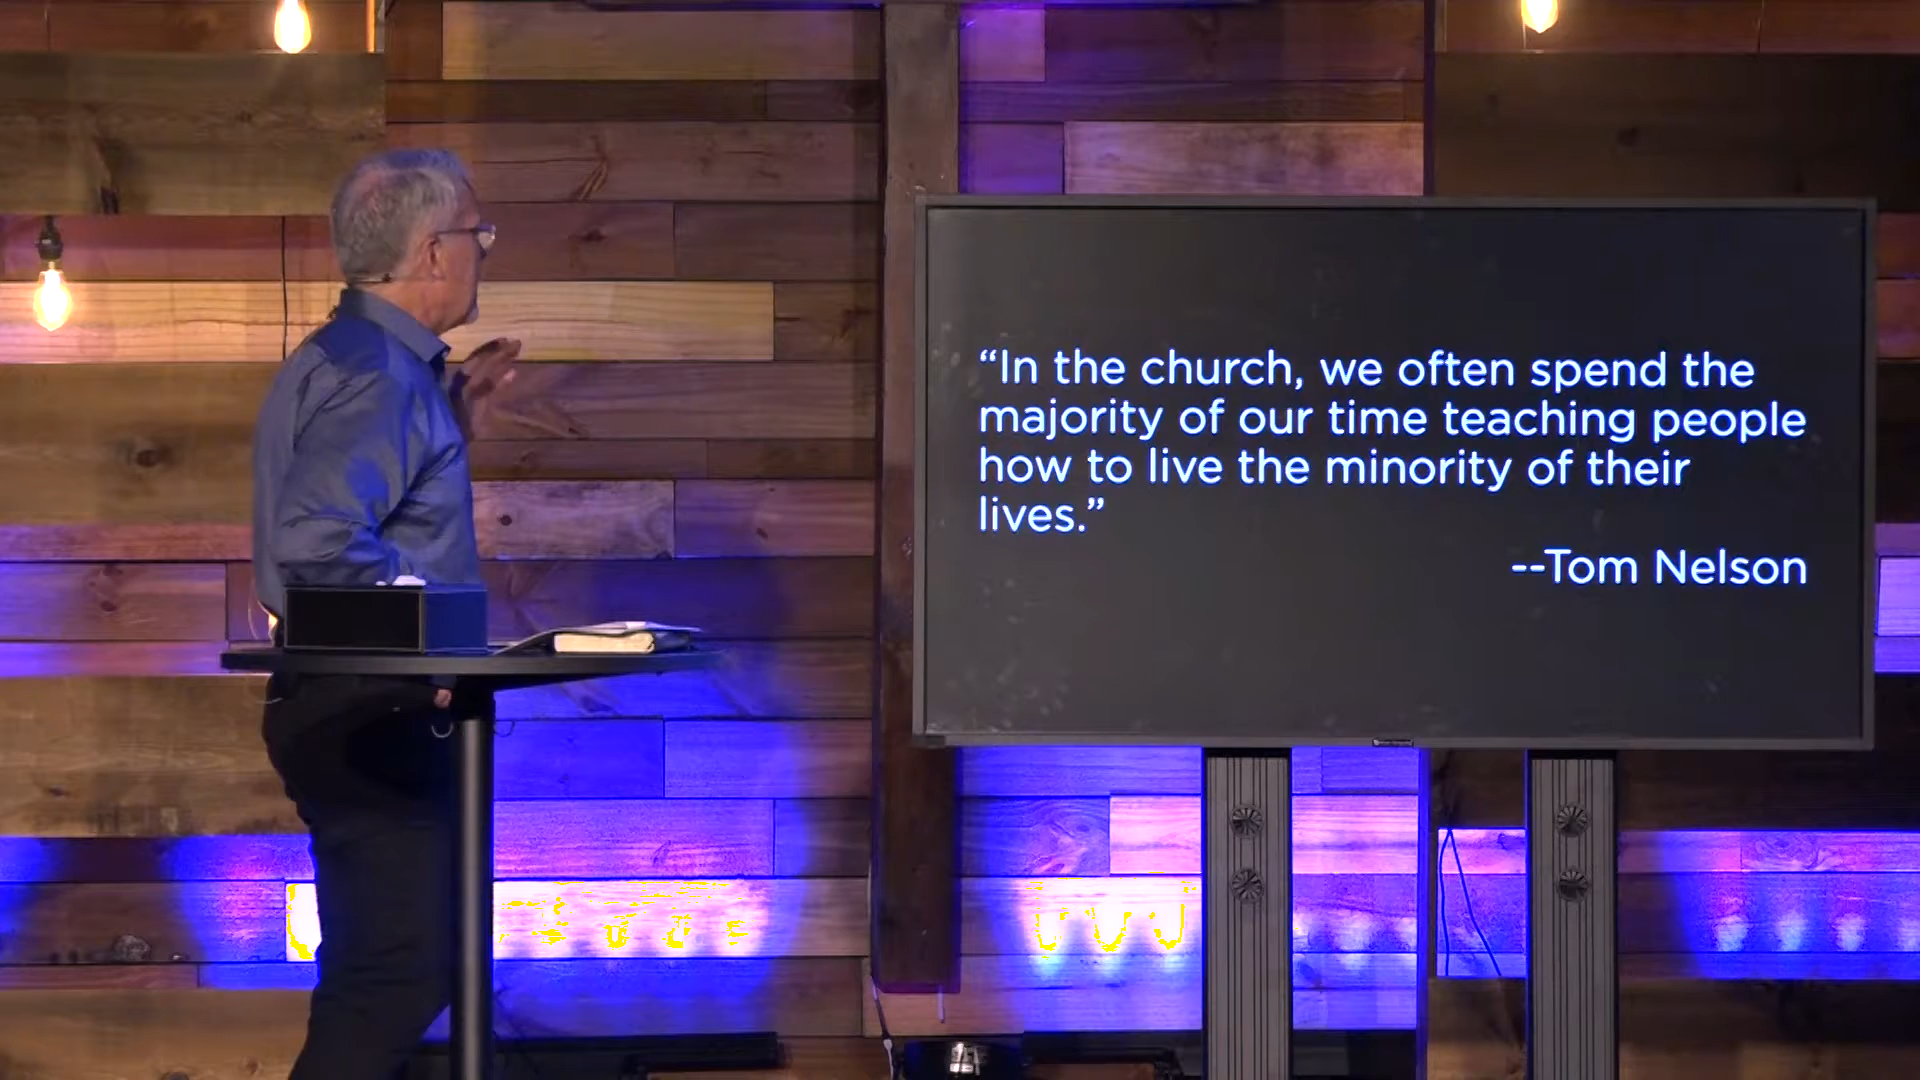 “In the church, we often spend the
majority of our time teaching people
how to live the minority of their
lives.”
--Tom Nelson